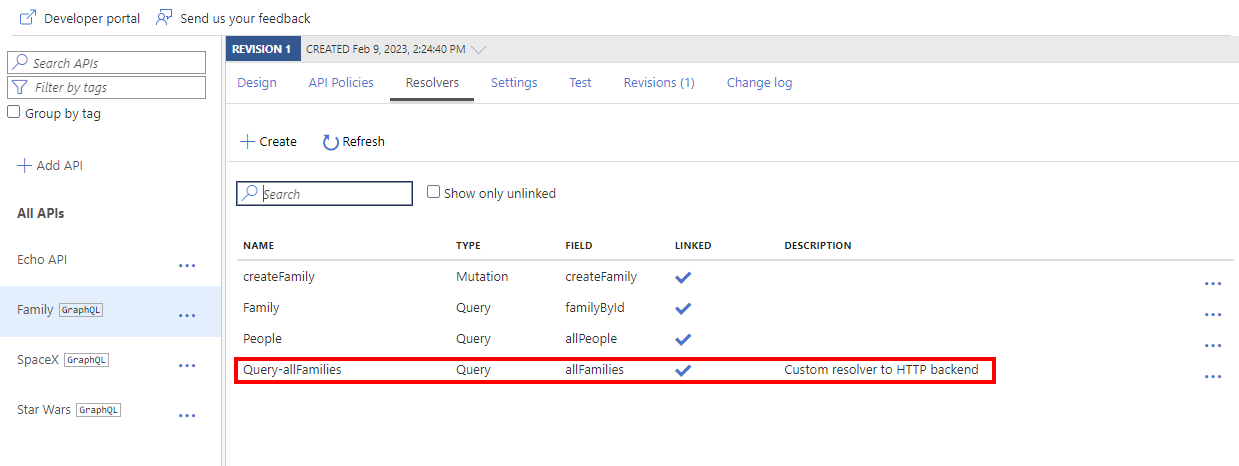 Developer portal Send us your feedback
Search APIs
Filter by tags
Group by tag
Add API
All APIs
Echo API
Family GraphQL
SpaceX GraphQL
Star Wars GraphQL
REVISION 1 CREATED Feb 9, 2023, 2:24:40 PM
Design API Policies Resolvers Settings Test Revisions (1) Change log
Create Refresh
Search Show only unlinked
NAME TYPE FIELD LINKED DESCRIPTION
createFamily Mutation createFamily
Family Query familyById
People Query allPeople
Query-allFamilies Query allFamilies Custom resolver to HTTP backend